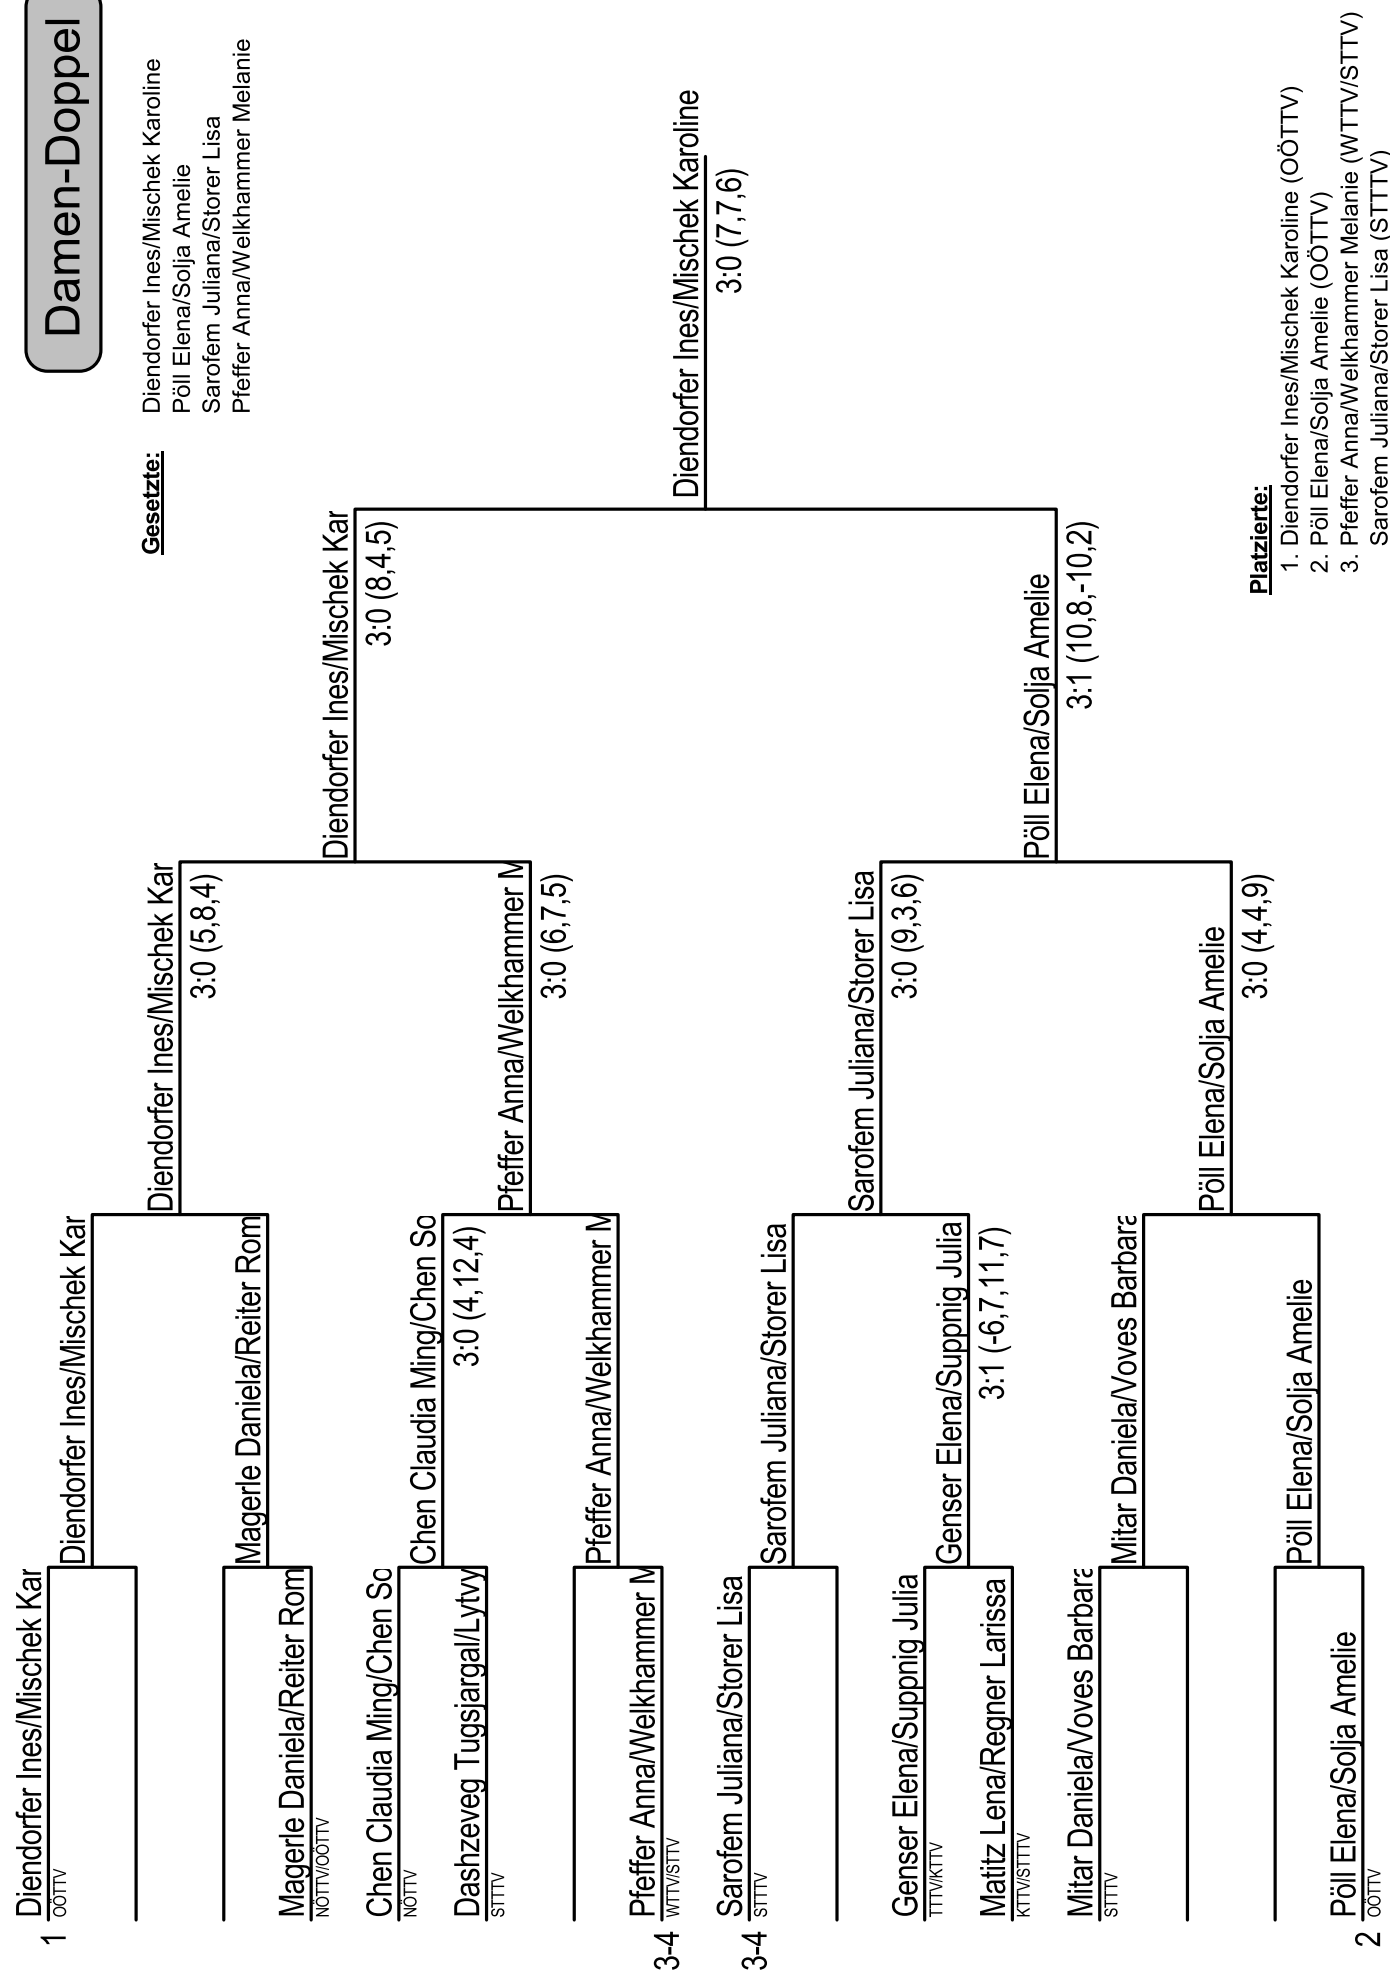 Damen-Doppel
Gesetzte:
Diendorfer Ines/Mischek Karoline
Pöll Elena/Solja Amelie
Sarofem Juliana/Storer Lisa
Pfeffer Anna/Welkhammer Melanie
1
Diendorfer Ines/Mischek Kar
OÖTTV
Magerle Daniela/Reiter Rom
NÖTTV/OÖTTV
Chen Claudia Ming/Chen So
NÖTTV
Dashzeveg Tugsjargal/Lytvy
STTTV
3-4
Pfeffer Anna/Welkhammer M
WTTV/STTV
3-4
Sarofem Juliana/Storer Lisa
STTTV
Genser Elena/Suppnig Julia
TTTV/KTTV
Matitz Lena/Regner Larissa
KTTV/STTTV
Mitar Daniela/Voves Barbara
STTTV
2
Pöll Elena/Solja Amelie
OÖTTV
Diendorfer Ines/Mischek Kar
Magerle Daniela/Reiter Rom
Chen Claudia Ming/Chen So
3:0 (4,12,4)
Pfeffer Anna/Welkhammer M
Sarofem Juliana/Storer Lisa
Genser Elena/Suppnig Julia
3:1 (-6,7,11,7)
Mitar Daniela/Voves Barbara
Pöll Elena/Solja Amelie
Diendorfer Ines/Mischek Kar
3:0 (5,8,4)
Pfeffer Anna/Welkhammer M
3:0 (6,7,5)
Sarofem Juliana/Storer Lisa
3:0 (9,3,6)
Pöll Elena/Solja Amelie
3:0 (4,4,9)
Diendorfer Ines/Mischek Kar
3:0 (8,4,5)
Pöll Elena/Solja Amelie
3:1 (10,8,-10,2)
Diendorfer Ines/Mischek Karoline
3:0 (7,7,6)
Platzierte:
1. Diendorfer Ines/Mischek Karoline (OÖTTV)
2. Pöll Elena/Solja Amelie (OÖTTV)
3. Pfeffer Anna/Welkhammer Melanie (WTTV/STTV)
Sarofem Juliana/Storer Lisa (STTTV)